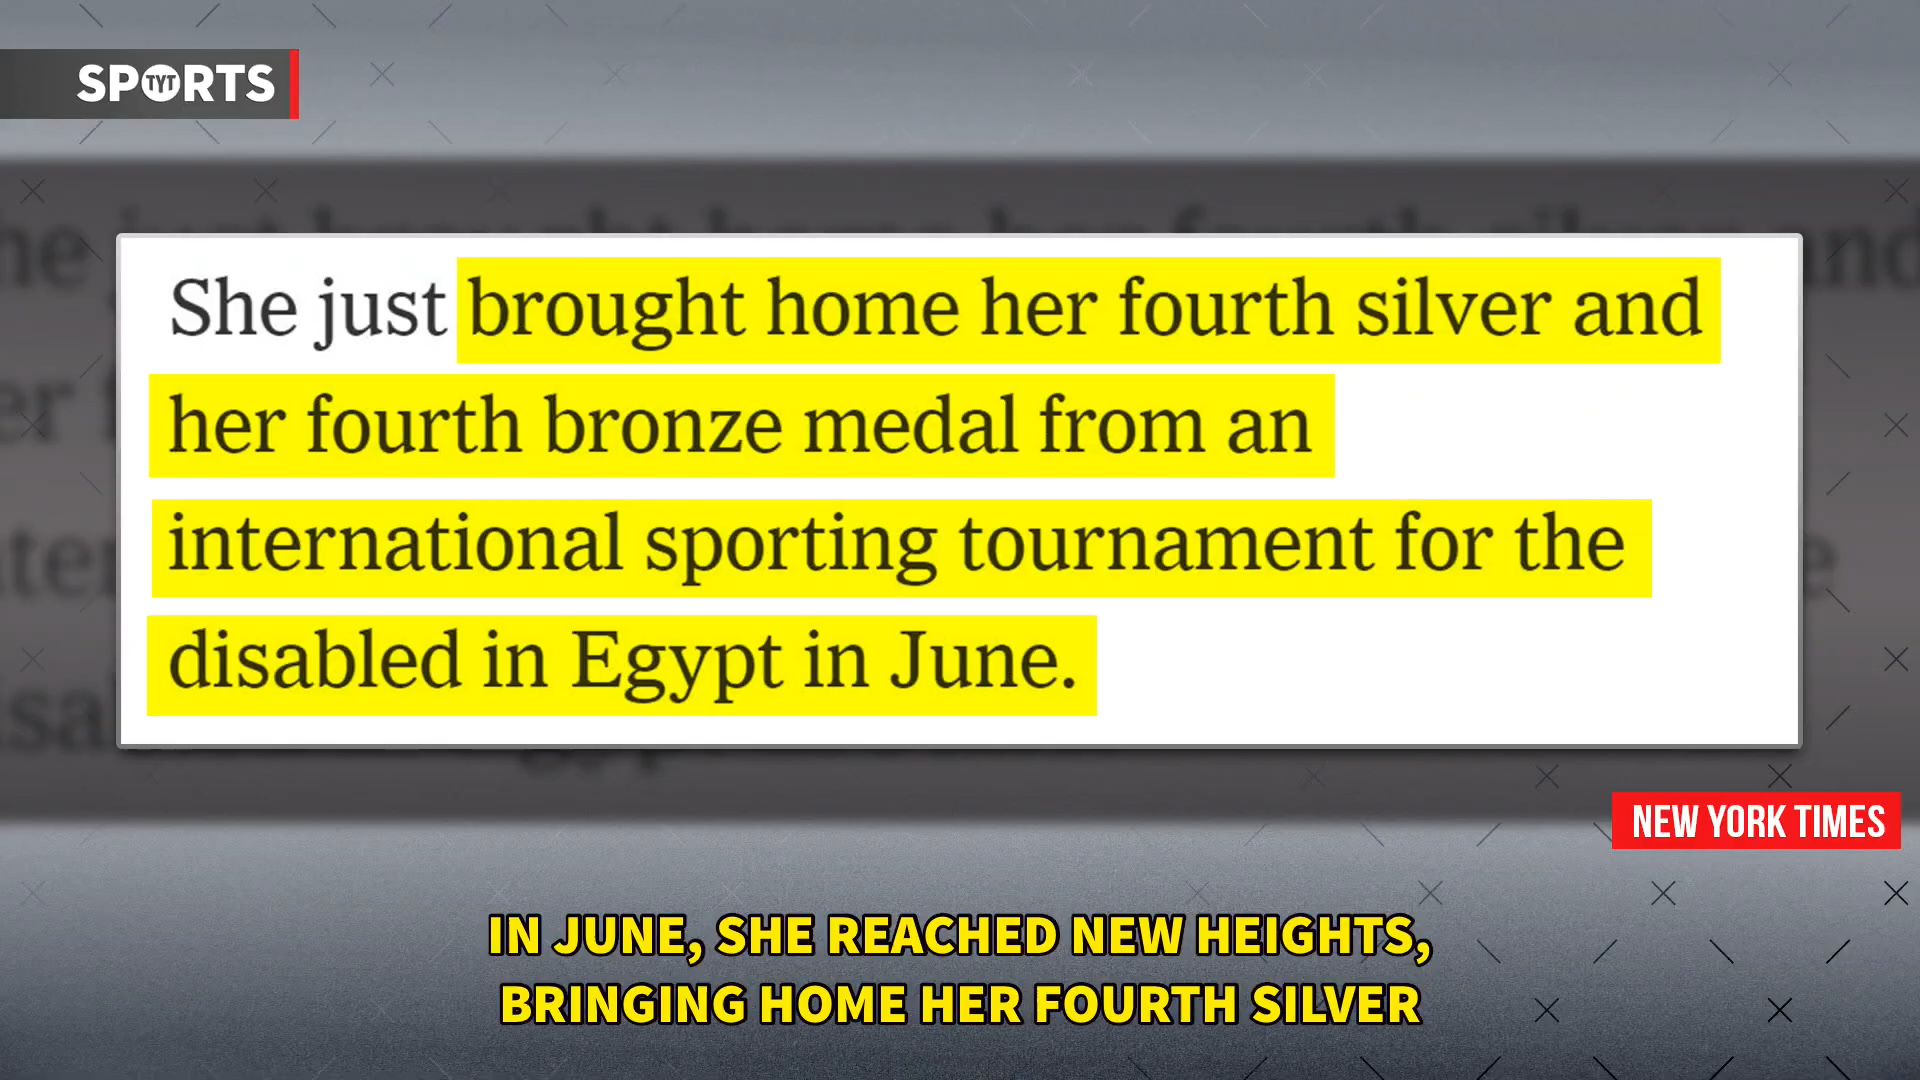 SPORTS
TYT
She just brought home her fourth silver and
her fourth bronze medal from an
international sporting tournament for the
disabled in Egypt in June.
NEW YORK TIMES
IN JUNE, SHE REACHED NEW HEIGHTS,
BRINGING HOME HER FOURTH SILVER